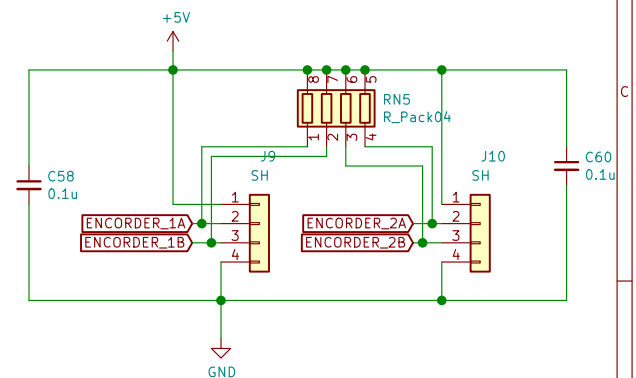 +5V
8 7 6 5
RN5
R_Pack04
1 2 3 4
C
C58
0.1u
J9
SH
J10
SH
C60
0.1u
1
2
3
4
ENCORDER_1A
ENCORDER_1B
1
2
3
4
ENCORDER_2A
ENCORDER_2B
GND